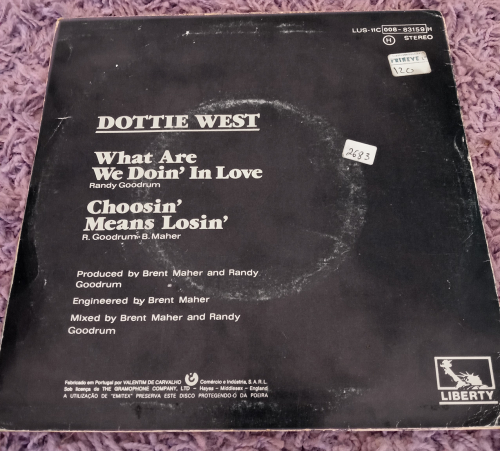 LUS-11C 008-83159 H
H STEREO
120
2693
DOTTIE WEST
What Are
We Doin' In Love
Randy Goodrum
Choosin'
Means Losin'
R. Goodrum-B. Maher
Produced by Brent Maher and Randy
Goodrum
Engineered by Brent Maher
Mixed by Brent Maher and Randy
Goodrum
Fabricado em Portugal por VALENTIM DE CARVALHO Comércio e Indústria, S.A.R.L.
Sob licença de THE GRAMOPHONE COMPANY, LTD — Hayes - Middlesex - England
A UTILIZAÇÃO DE "EMITEX" PRESERVA ESTE DISCO PROTEGENDO-O DA POEIRA
LIBERTY